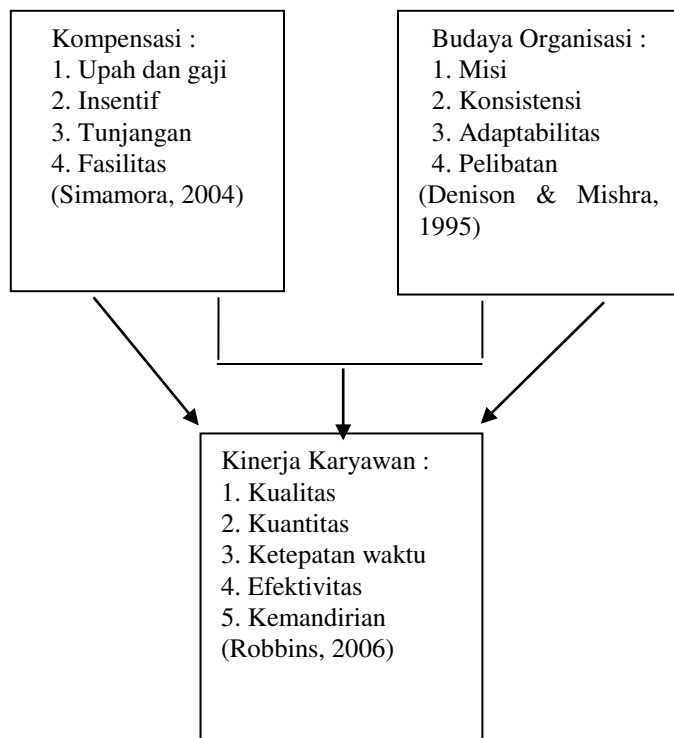 Kompensasi :
1. Upah dan gaji
2. Insentif
3. Tunjangan
4. Fasilitas
(Simamora, 2004)
Budaya Organisasi :
1. Misi
2. Konsistensi
3. Adaptabilitas
4. Pelibatan
(Denison & Mishra,
1995)
Kinerja Karyawan :
1. Kualitas
2. Kuantitas
3. Ketepatan waktu
4. Efektivitas
5. Kemandirian
(Robbins, 2006)